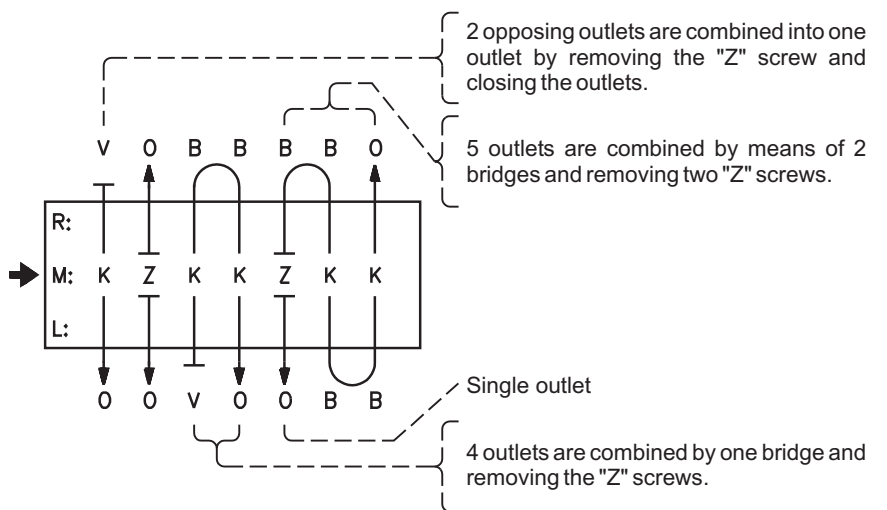 2 opposing outlets are combined into one
outlet by removing the "Z" screw and
closing the outlets.
V O B B B B O
5 outlets are combined by means of 2
bridges and removing two "Z" screws.
R:
M: K Z K K Z K K
L:
O O V O O B B
Single outlet
4 outlets are combined by one bridge and
removing the "Z" screws.